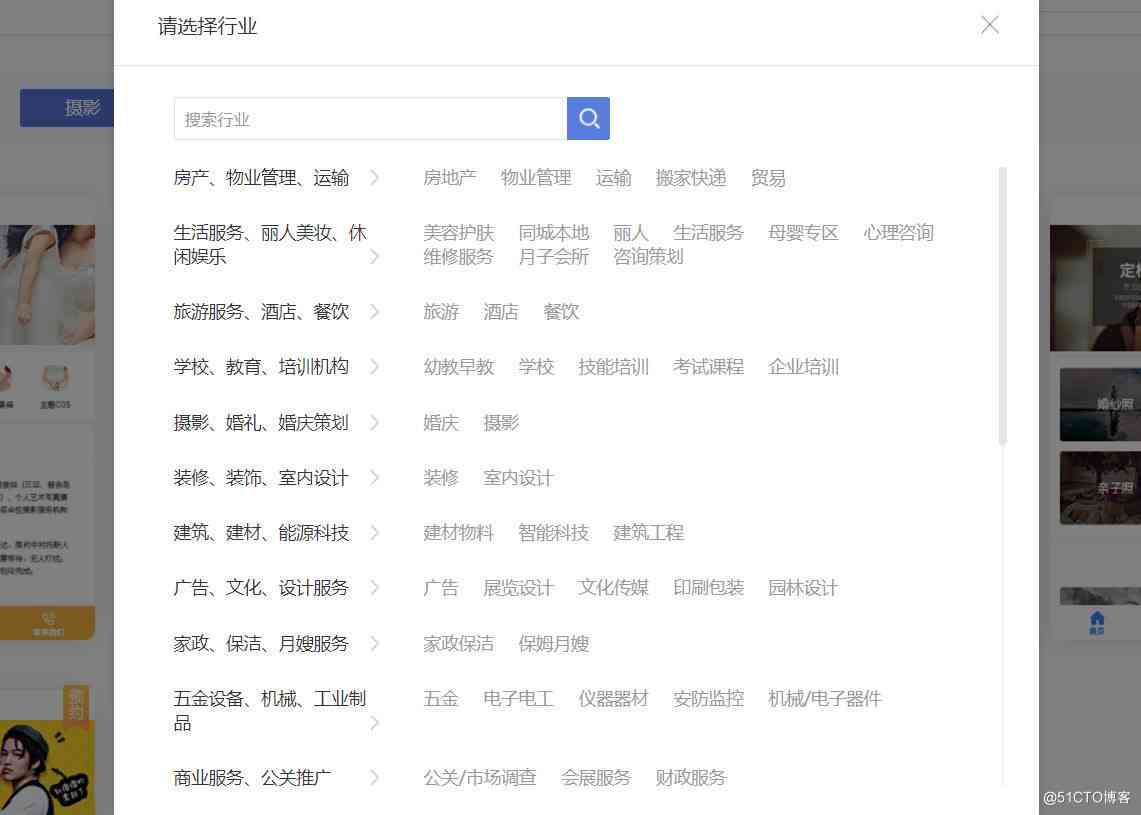 请选择行业
摄影
搜索行业
房产、物业管理、运输
房地产 物业管理 运输 搬家快递 贸易
生活服务、丽人美妆、休
闲娱乐
美容护肤 同城本地 丽人 生活服务 母婴专区 心理咨询
维修服务 月子会所 咨询策划
旅游服务、酒店、餐饮
旅游 酒店 餐饮
学校、教育、培训机构
幼教早教 学校 技能培训 考试课程 企业培训
摄影、婚礼、婚庆策划
婚庆 摄影
装修、装饰、室内设计
装修 室内设计
建筑、建材、能源科技
建材物料 智能科技 建筑工程
广告、文化、设计服务
广告 展览设计 文化传媒 印刷包装 园林设计
家政、保洁、月嫂服务
家政保洁 保姆月嫂
五金设备、机械、工业制
品
五金 电子电工 仪器器材 安防监控 机械/电子器件
商业服务、公关推广
公关/市场调查 会展服务 财政服务
主题COS
婚纱照
亲子照
首页
@51CTO博客